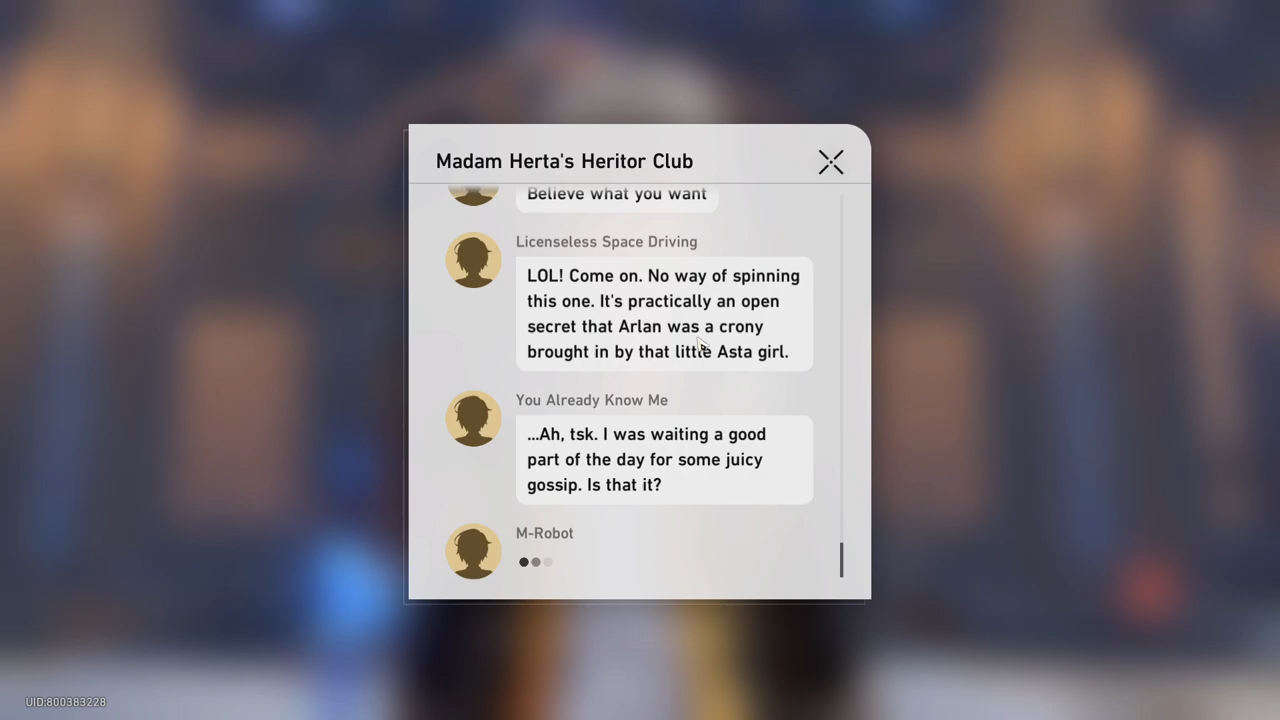 Madam Herta's Heritor Club
Believe what you want
Licenseless Space Driving
LOL! Come on. No way of spinning
this one. It's practically an open
secret that Arlan was a crony
brought in by that little Asta girl.
You Already Know Me
...Ah, tsk. I was waiting a good
part of the day for some juicy
gossip. Is that it?
M-Robot
UID:800383228